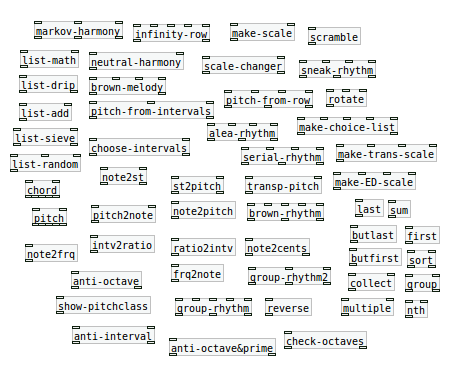 markov-harmony
infinity-row
make-scale
scramble
list-math
neutral-harmony
scale-changer
sneak-rhythm
list-drip
brown-melody
pitch-from-row
rotate
list-add
pitch-from-intervals
alea-rhythm
make-choice-list
list-sieve
choose-intervals
serial-rhythm
make-trans-scale
list-random
note2st
st2pitch
transp-pitch
make-ED-scale
chord
pitch
pitch2note
note2pitch
brown-rhythm
last
sum
note2frq
intv2ratio
ratio2intv
note2cents
butlast
first
butfirst
sort
anti-octave
frq2note
group-rhythm2
collect
group
show-pitchclass
group-rhythm
reverse
multiple
nth
anti-interval
anti-octave&prime
check-octaves